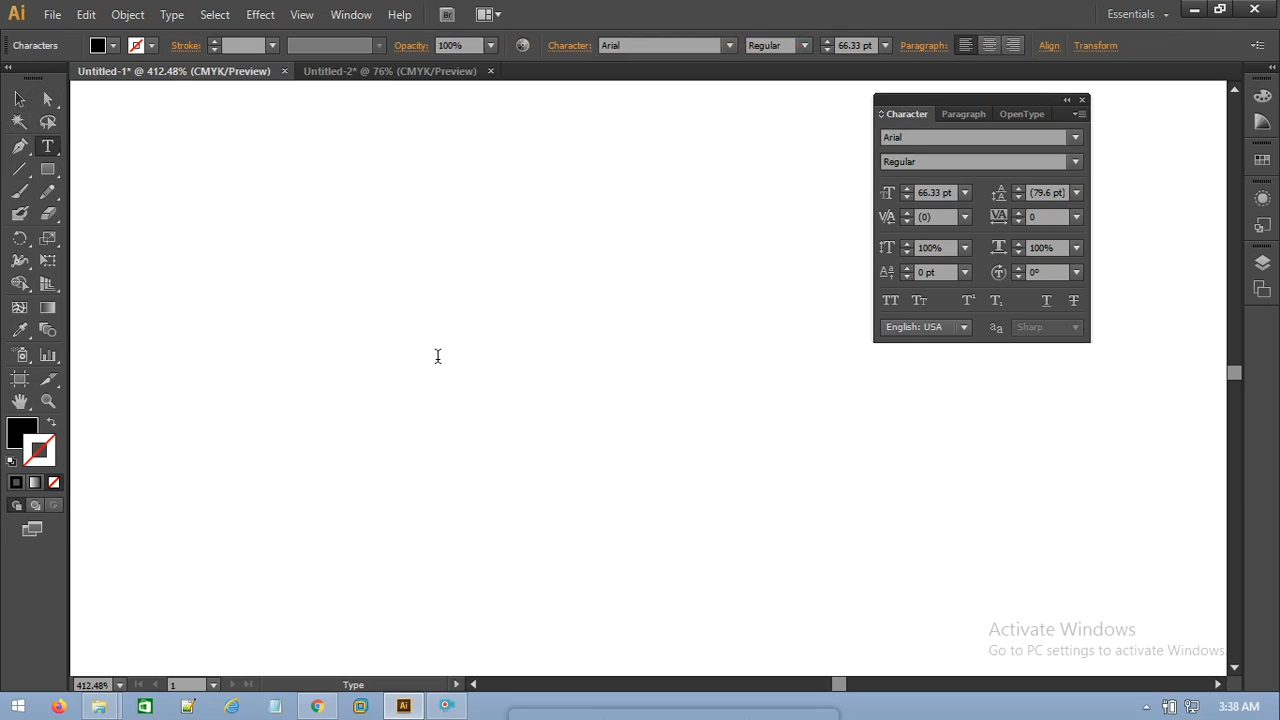 Ai File Edit Object Type Select Effect View Window Help Br Essentials
Characters Stroke: Opacity: 100% Character: Arial Regular 66.33 pt Paragraph: Align Transform
Untitled-1* @ 412.48% (CMYK/Preview) Untitled-2* @ 76% (CMYK/Preview)
Character Paragraph OpenType
Arial
Regular
66.33 pt (79.6 pt)
(0) 0
100% 100%
0 pt 0°
English: USA Sharp
Activate Windows
Go to PC settings to activate Windows.
412.48% 1 Type
Ai 3:38 AM